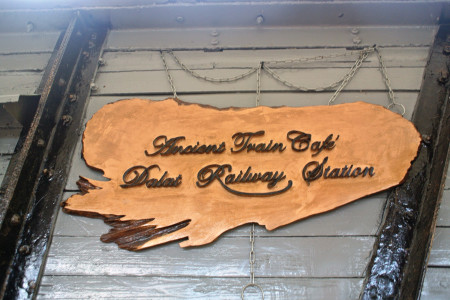 Ancient Train Café
Dalat Railway Station